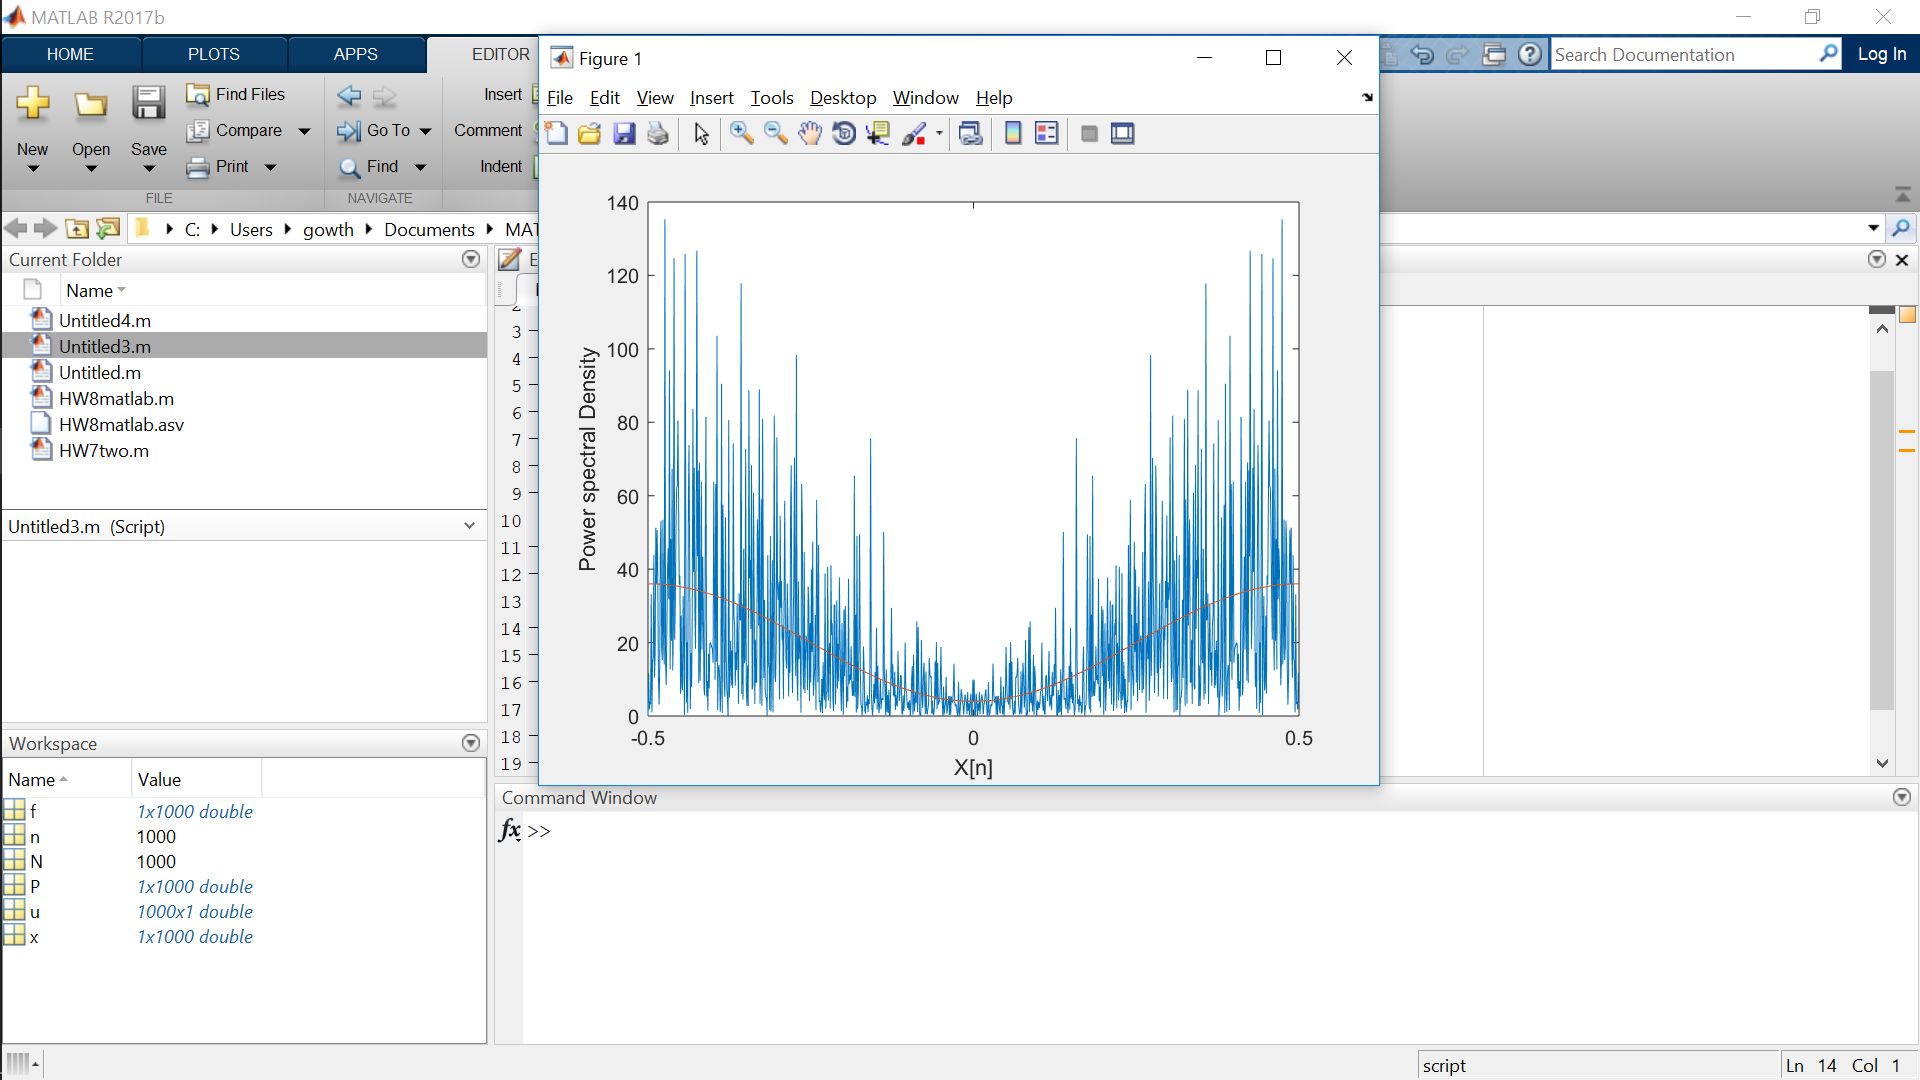 MATLAB R2017b
HOME PLOTS APPS EDITOR
Search Documentation Log In
New Open Save
Find Files
Compare
Print
FILE
Go To
Find
NAVIGATE
Insert
Comment
Indent
C: Users gowth Documents
Current Folder
Name
Untitled4.m
Untitled3.m
Untitled.m
HW8matlab.m
HW8matlab.asv
HW7two.m
Untitled3.m (Script)
Workspace
Name Value
f 1x1000 double
n 1000
N 1000
P 1x1000 double
u 1000x1 double
x 1x1000 double
3
4
5
6
7
8
9
10
11
12
13
14
15
16
17
18
19
Figure 1
File Edit View Insert Tools Desktop Window Help
140
120
100
80
60
40
20
0
Power spectral Density
-0.5 0 0.5
X[n]
Command Window
fx >>
script
Ln 14 Col 1